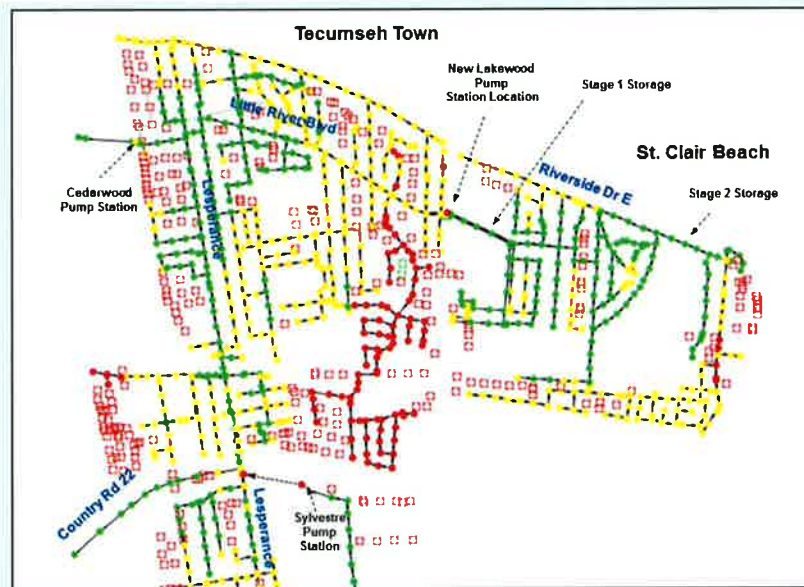 Tecumseh Town
New Lakewood
Pump
Station Location
Stage 1 Storage
Little River Blvd
St. Clair Beach
Riverside Dr E
Stage 2 Storage
Cedarwood
Pump Station
Lesperance
Country Rd 22
Lesperance
Sylvestre
Pump
Station